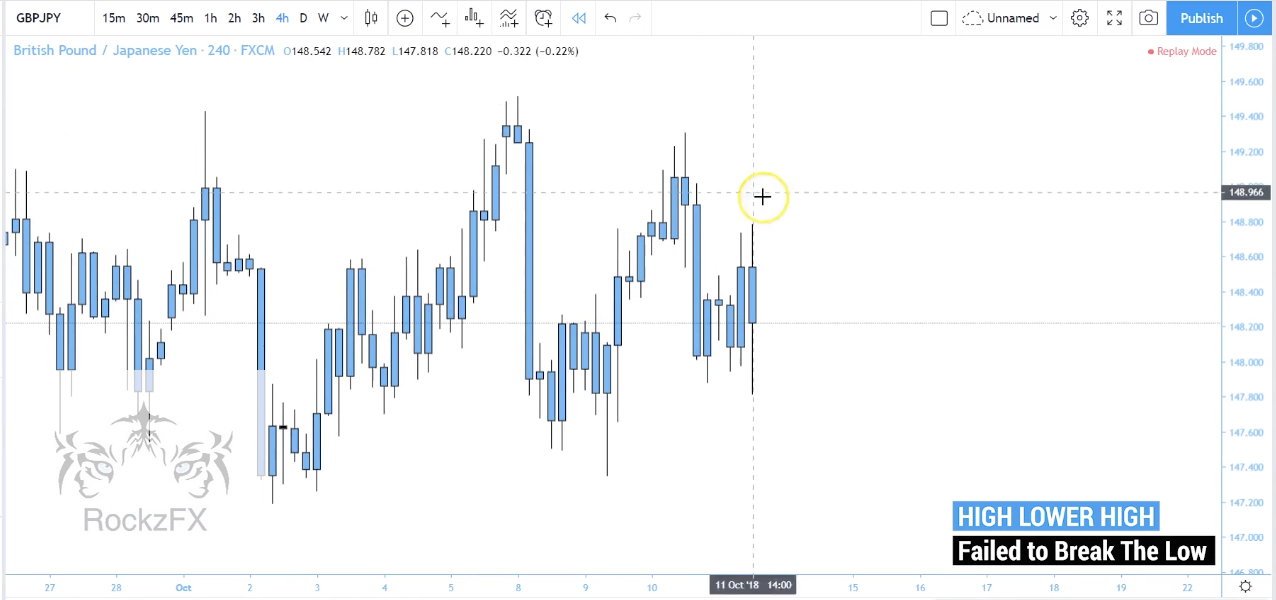 GBPJPY 15m 30m 45m 1h 2h 3h 4h D W Unnamed Publish
British Pound / Japanese Yen · 240 · FXCM O148.542 H148.782 L147.818 C148.220 -0.322 (-0.22%)
Replay Mode
149.800
149.600
149.400
149.200
148.966
148.800
148.600
148.400
148.200
148.000
147.800
147.600
147.400
147.200
147.000
146.800
RockzFX
HIGH LOWER HIGH
Failed to Break The Low
27 28 Oct 2 3 4 5 8 9 10 11 Oct '18 14:00 15 16 17 18 19 22